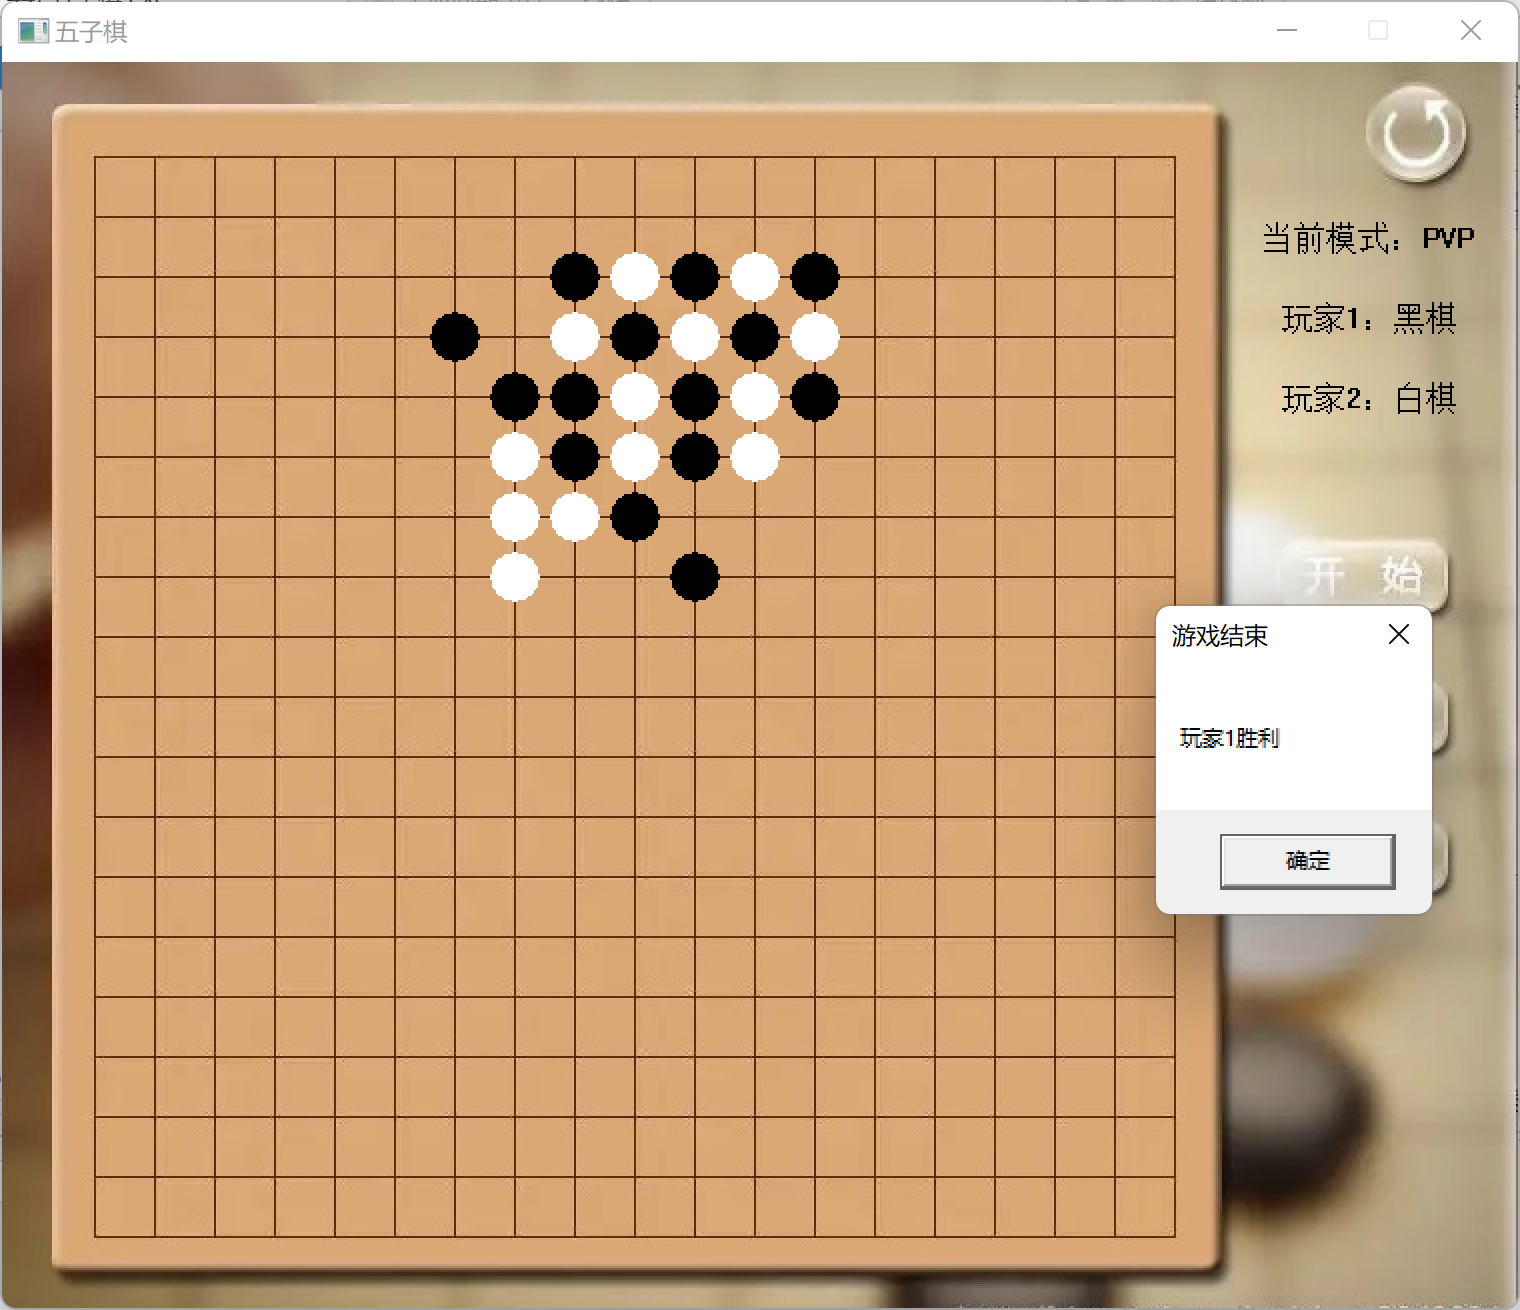 五子棋
当前模式：PVP
玩家1：黑棋
玩家2：白棋
开 始
游戏结束
玩家1胜利
确定